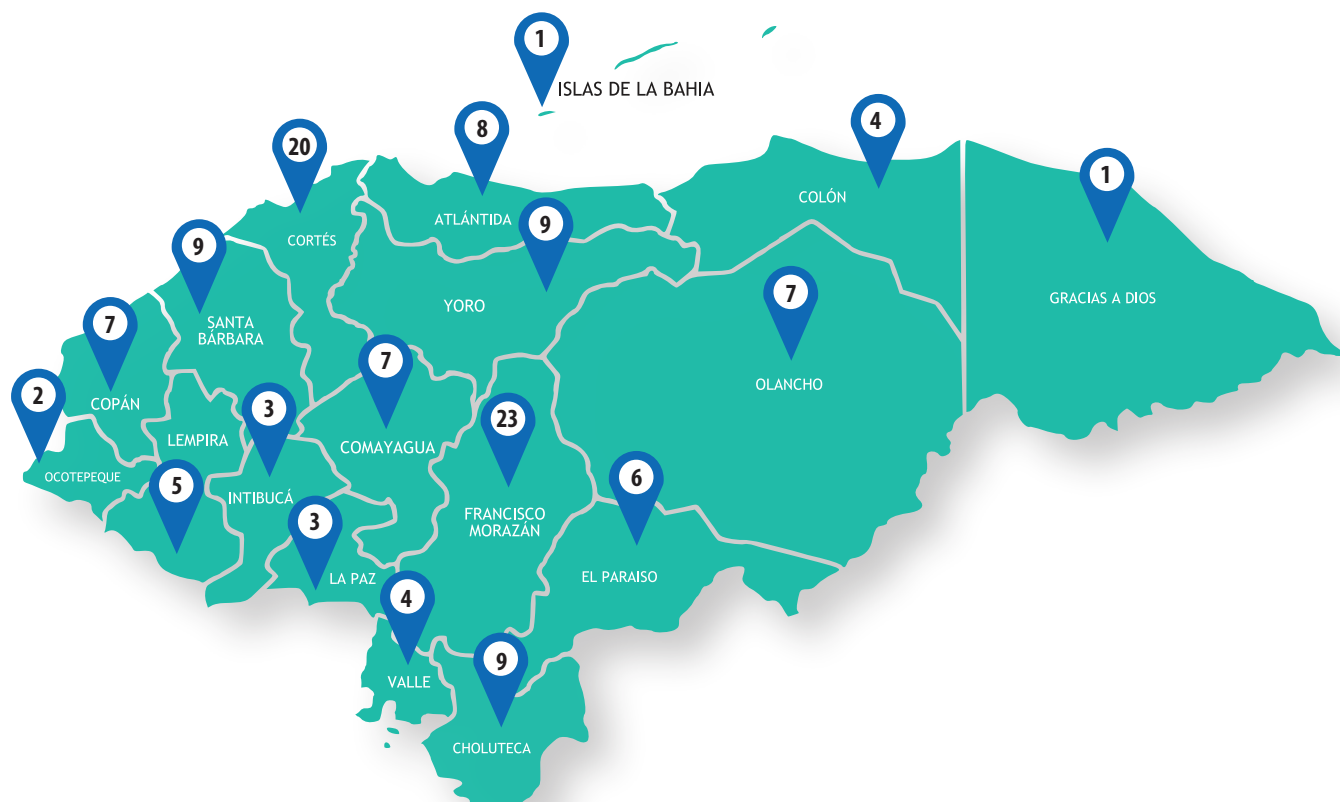 1
ISLAS DE LA BAHIA
20
8
4
1
CORTÉS
ATLÁNTIDA
COLÓN
9
9
YORO
7
GRACIAS A DIOS
SANTA
BÁRBARA
7
7
OLANCHO
2
COPÁN
3
23
LEMPIRA
COMAYAGUA
OCOTEPEQUE
5
INTIBUCÁ
6
FRANCISCO
MORAZÁN
3
LA PAZ
EL PARAISO
4
VALLE
9
CHOLUTECA